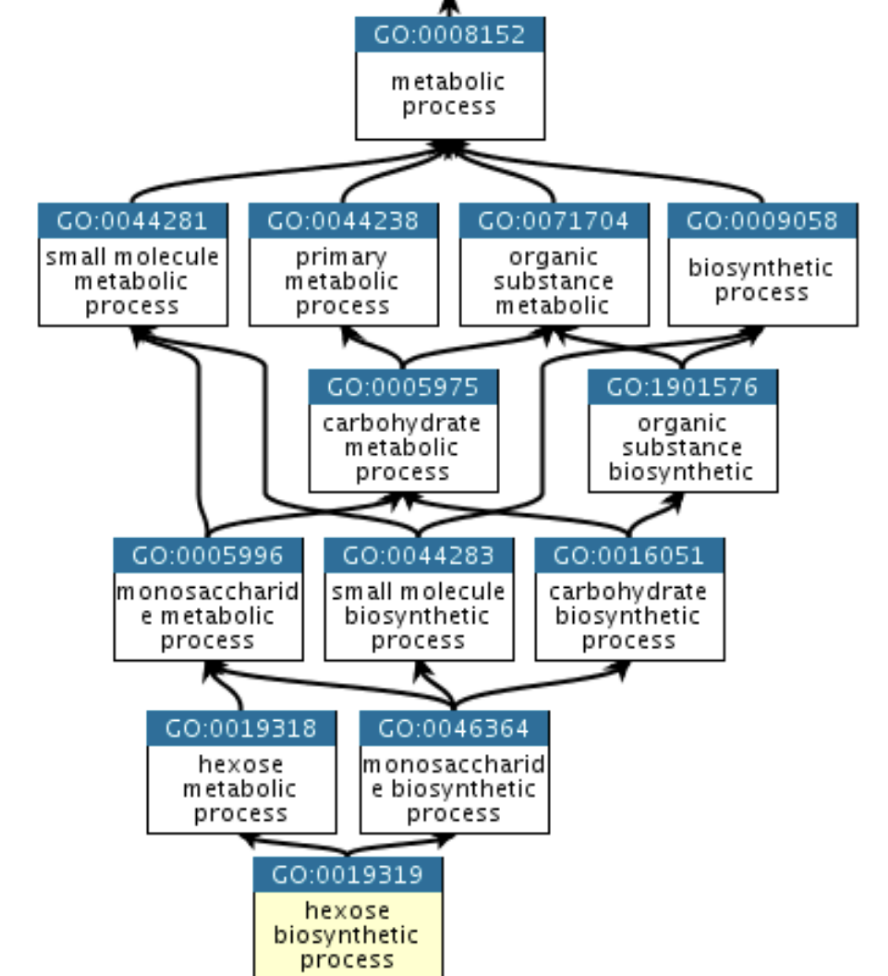 GO:0008152
metabolic
process
GO:0044281
small molecule
metabolic
process
GO:0044238
primary
metabolic
process
GO:0071704
organic
substance
metabolic
GO:0009058
biosynthetic
process
GO:0005975
carbohydrate
metabolic
process
GO:1901576
organic
substance
biosynthetic
GO:0005996
monosaccharid
e metabolic
process
GO:0044283
small molecule
biosynthetic
process
GO:0016051
carbohydrate
biosynthetic
process
GO:0019318
hexose
metabolic
process
GO:0046364
monosaccharid
e biosynthetic
process
GO:0019319
hexose
biosynthetic
process